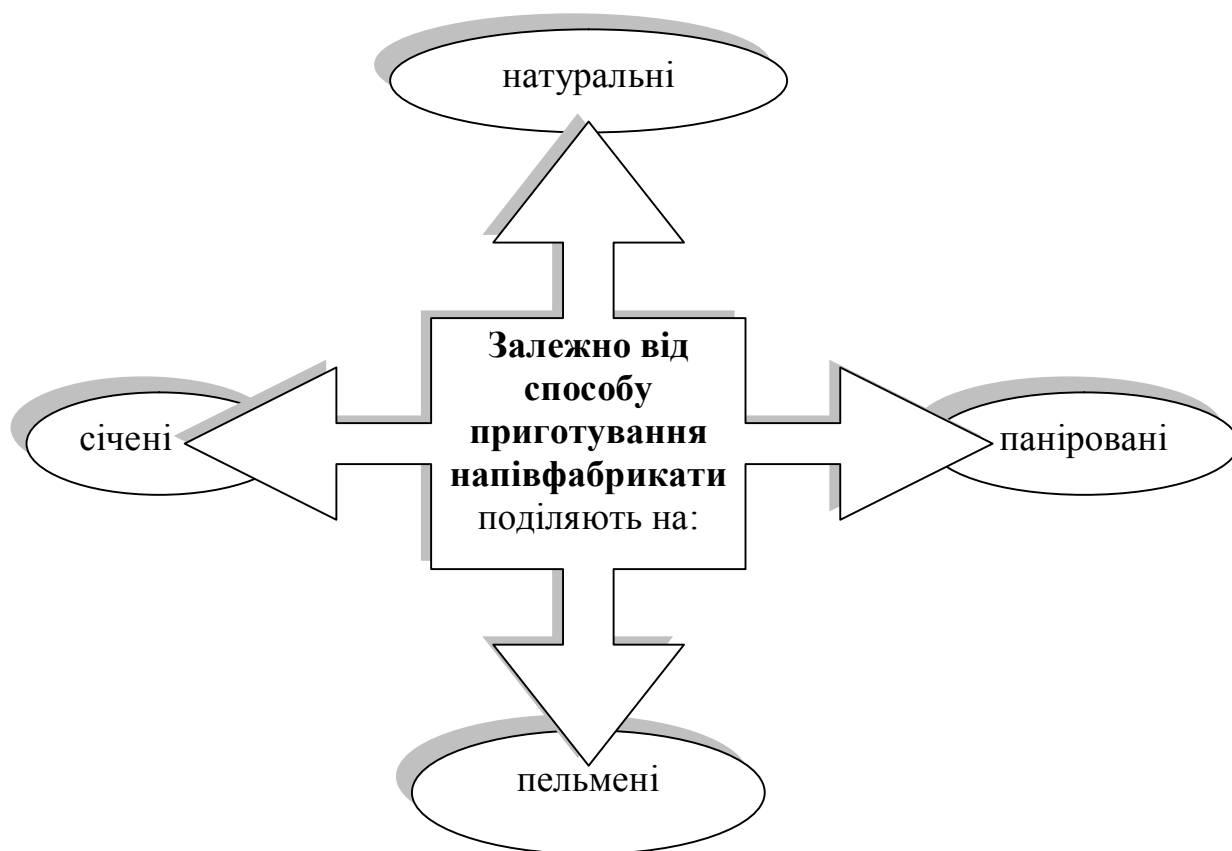 натуральні
Залежно від
способу
приготування
напівфабрикати
поділяють на:
січені
паніровані
пельмені